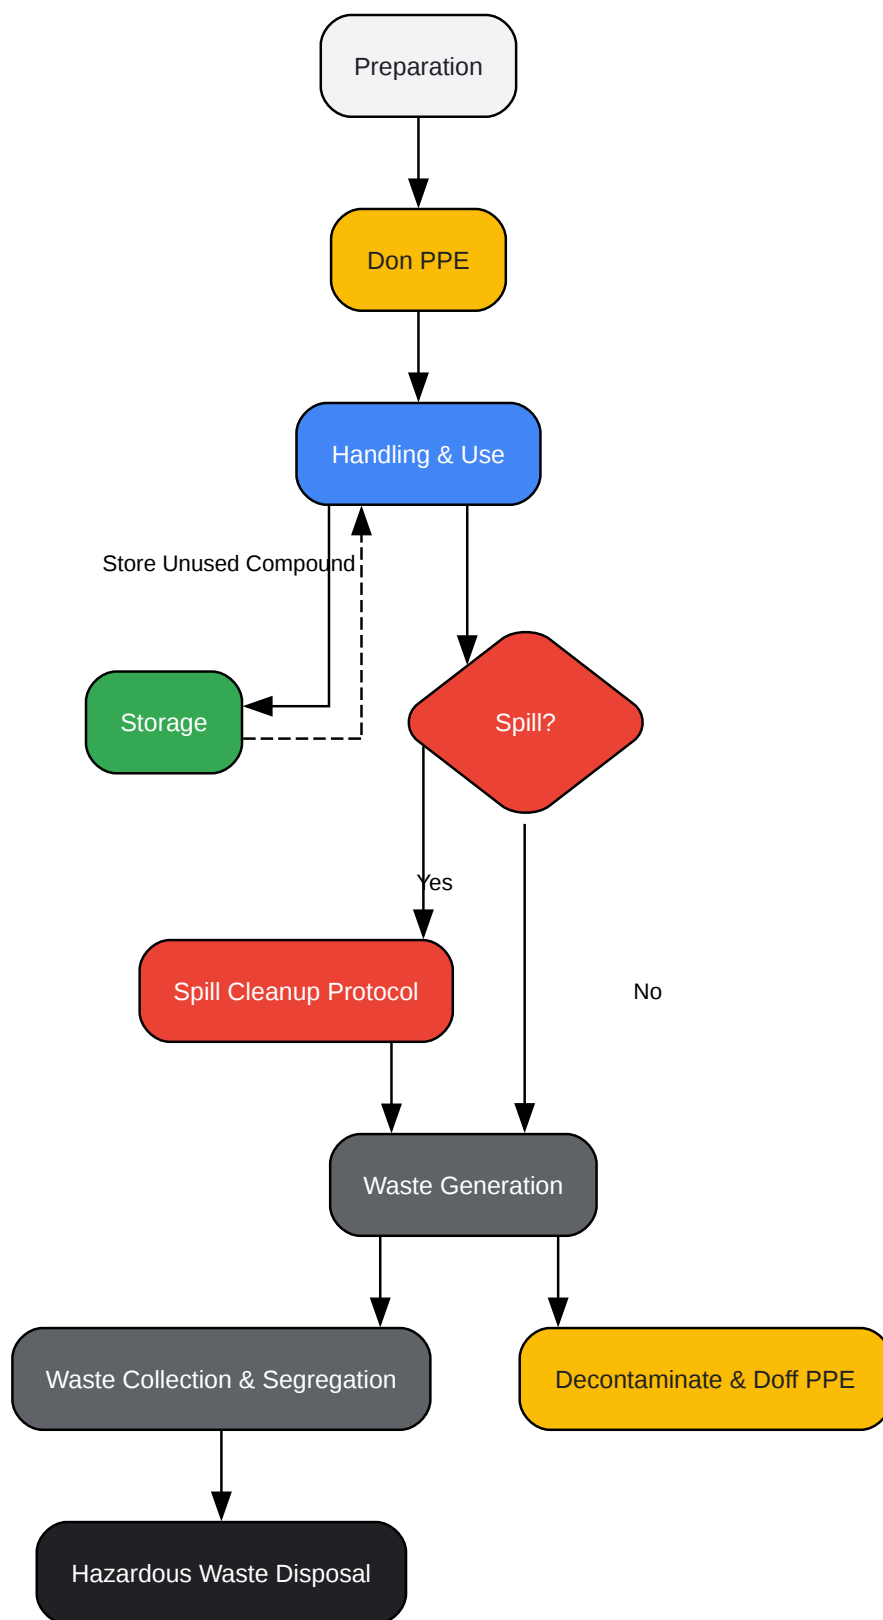 Preparation
Don PPE
Handling & Use
Store Unused Compound
Storage
Spill?
Yes
Spill Cleanup Protocol
No
Waste Generation
Waste Collection & Segregation
Decontaminate & Doff PPE
Hazardous Waste Disposal